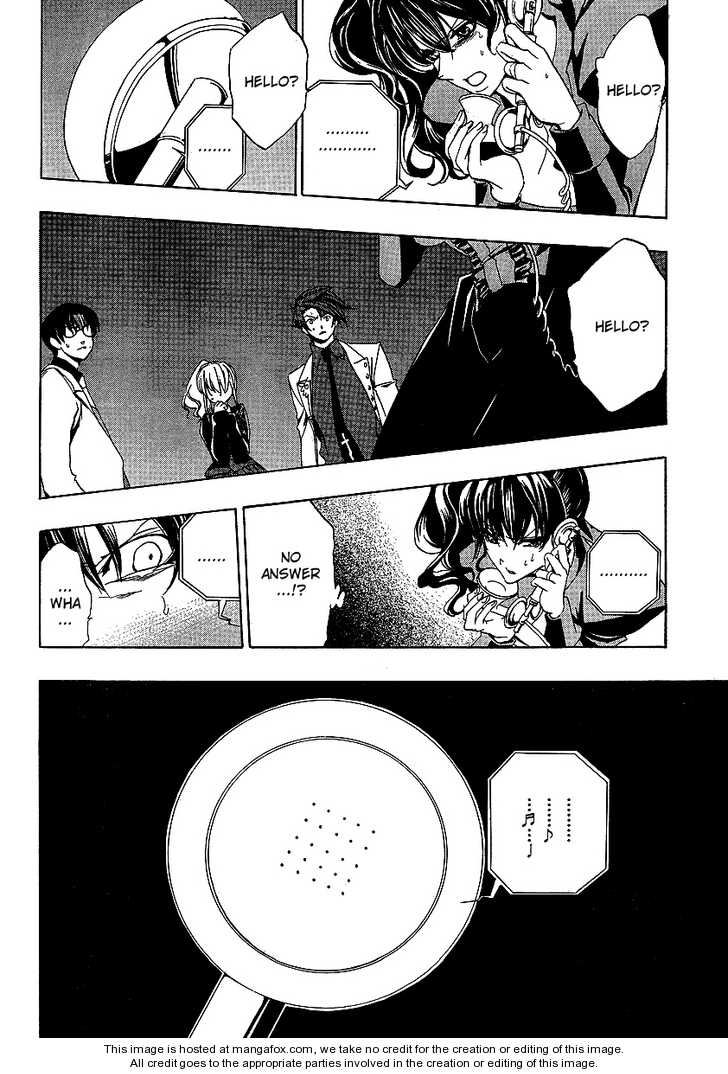 HELLO?
..........
.............
HELLO?
.......
HELLO?
..........
NO
ANSWER
...!?
......
...
WHA
...
.......
.......♪
.......♬ ♩
This image is hosted at mangafox.com, we take no credit for the creation or editing of this image.
All credit goes to the appropriate parties involved in the creation or editing of this image.